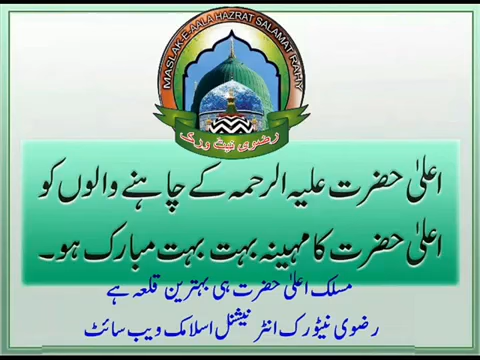 MASLAK-E-AALA HAZRAT SALAMAT RAHY
رضوی نیٹ ورک
اعلیٰ حضرت علیہ الرحمہ کے چاہنے والوں کو
اعلیٰ حضرت کا مہینہ بہت بہت مبارک ہو۔
مسلک اعلیٰ حضرت ہی بہترین قلعہ ہے
رضوی نیٹورک انٹرنیشنل اسلامک ویب سائٹ